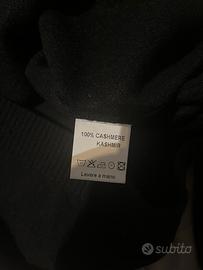 100% CASHMERE
KASHMIR
Lavare a mano
subito